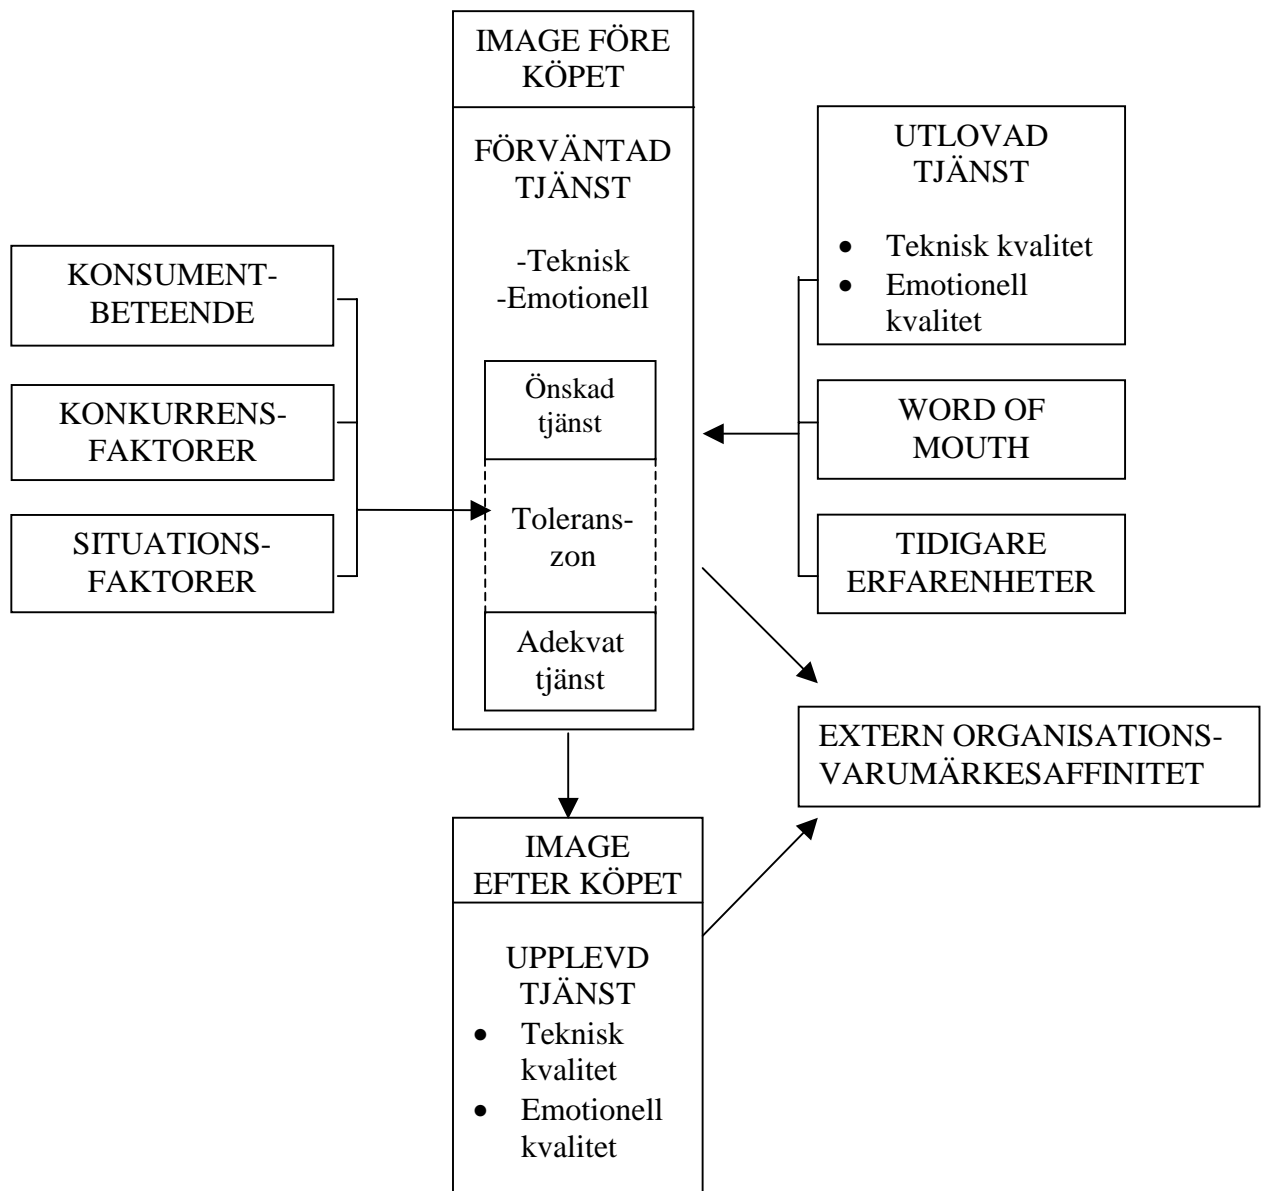 IMAGE FÖRE
KÖPET
FÖRVÄNTAD
TJÄNST
-Teknisk
-Emotionell
Önskad
tjänst
Tolerans-
zon
Adekvat
tjänst
KONSUMENT-
BETEENDE
KONKURRENS-
FAKTORER
SITUATIONS-
FAKTORER
UTLOVAD
TJÄNST
• Teknisk kvalitet
• Emotionell
kvalitet
WORD OF
MOUTH
TIDIGARE
ERFARENHETER
EXTERN ORGANISATIONS-
VARUMÄRKESAFFINITET
IMAGE
EFTER KÖPET
UPPLEVD
TJÄNST
• Teknisk
kvalitet
• Emotionell
kvalitet